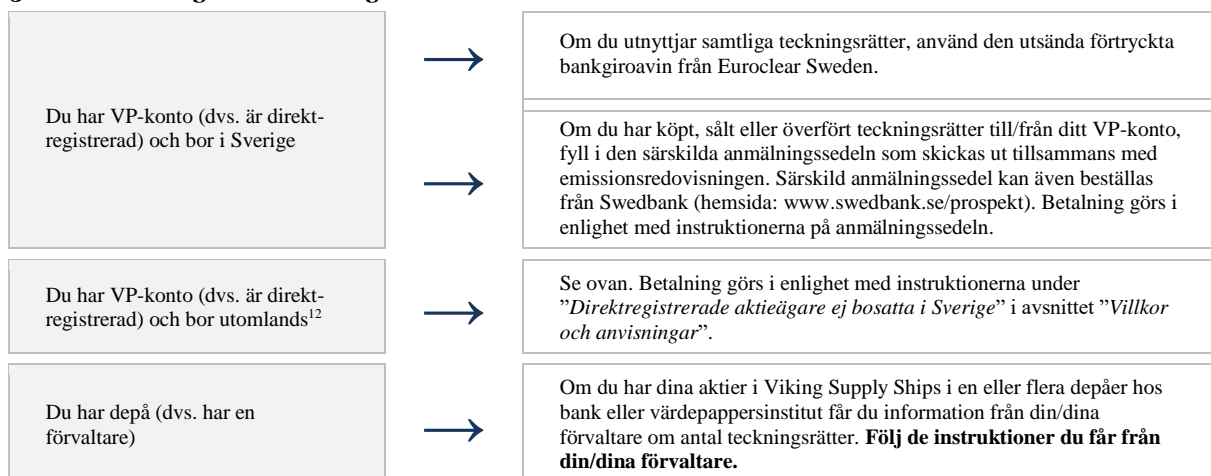 Du har VP-konto (dvs. är direkt-
registrerad) och bor i Sverige
Om du utnyttjar samtliga teckningsrätter, använd den utsända förtryckta
bankgiroavin från Euroclear Sweden.
Om du har köpt, sålt eller överfört teckningsrätter till/från ditt VP-konto,
fyll i den särskilda anmälningssedeln som skickas ut tillsammans med
emissionsredovisningen. Särskild anmälningssedel kan även beställas
från Swedbank (hemsida: www.swedbank.se/prospekt). Betalning görs i
enlighet med instruktionerna på anmälningssedeln.
Du har VP-konto (dvs. är direkt-
registrerad) och bor utomlands¹²
Se ovan. Betalning görs i enlighet med instruktionerna under
”Direktregistrerade aktieägare ej bosatta i Sverige” i avsnittet ”Villkor
och anvisningar”.
Du har depå (dvs. har en
förvaltare)
Om du har dina aktier i Viking Supply Ships i en eller flera depåer hos
bank eller värdepappersinstitut får du information från din/dina
förvaltare om antal teckningsrätter. Följ de instruktioner du får från
din/dina förvaltare.